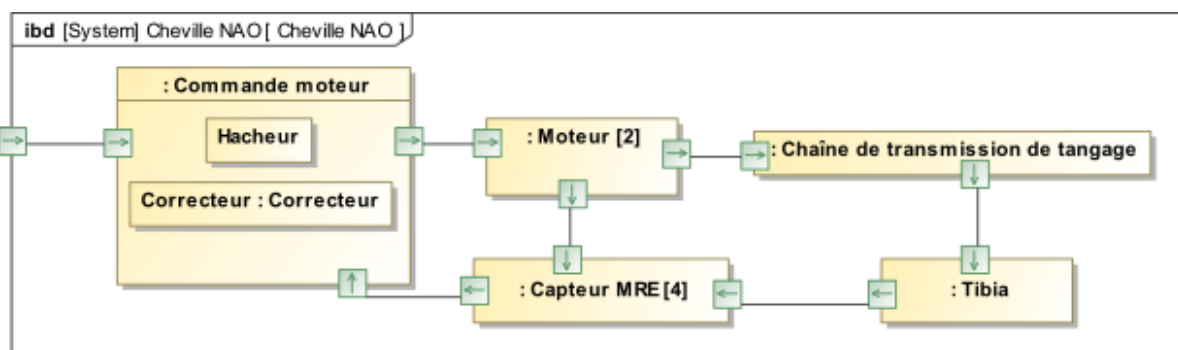 ibd [System] Cheville NAO [ Cheville NAO ]
: Commande moteur
Hacheur
Correcteur : Correcteur
: Moteur [2]
: Chaîne de transmission de tangage
: Capteur MRE[4]
: Tibia